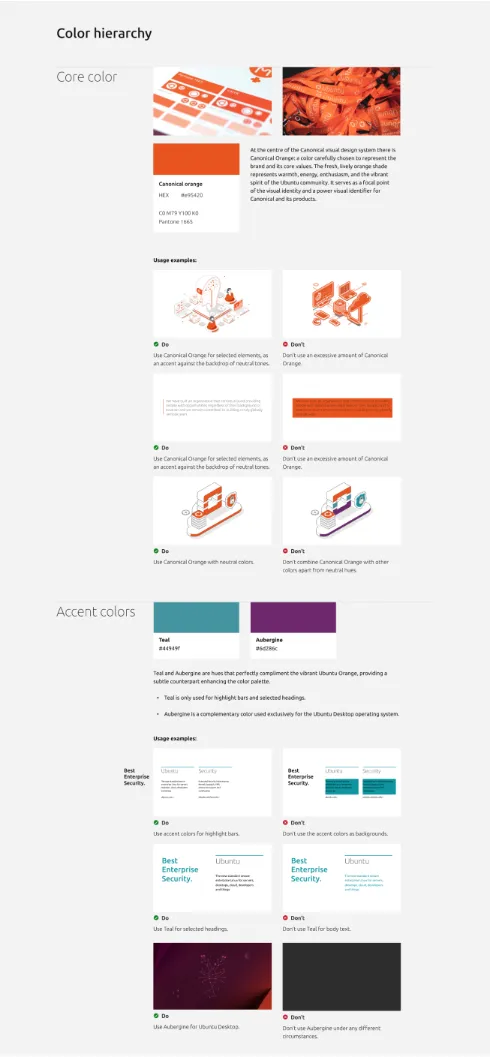 Color hierarchy
Core color
At the centre of the Canonical visual design system there is
Canonical Orange: a color carefully chosen to represent the
brand and its core values. The fresh, lively orange shade
represents warmth, energy, enthusiasm, and the vibrant
spirit of the Ubuntu community. It serves as a focal point
of the visual identity and a power visual identifier for
Canonical and its products.
Canonical orange
HEX #e95420
C0 M79 Y100 K0
Pantone 1665
Usage examples:
Do
Use Canonical Orange for selected elements, as
an accent against the backdrop of neutral tones.
Don't
Don't use an excessive amount of Canonical
Orange.
Do
Use Canonical Orange for selected elements, as
an accent against the backdrop of neutral tones.
Don't
Don't use an excessive amount of Canonical
Orange.
Do
Use Canonical Orange with neutral colors.
Don't
Don't combine Canonical Orange with other
colors apart from neutral hues.
Accent colors
Teal
#44949f
Aubergine
#6d286c
Teal and Aubergine are hues that perfectly compliment the vibrant Ubuntu Orange, providing a
subtle counterpart enhancing the color palette.
• Teal is only used for highlight bars and selected headings.
• Aubergine is a complementary color used exclusively for the Ubuntu Desktop operating system.
Usage examples:
Best
Enterprise
Security.
Ubuntu
Security
Best
Enterprise
Security.
Ubuntu
Security
Do
Use accent colors for highlight bars.
Don't
Don't use the accent colors as backgrounds.
Best
Enterprise
Security.
Ubuntu
Best
Enterprise
Security.
Ubuntu
Do
Use Teal for selected headings.
Don't
Don't use Teal for body text.
Do
Use Aubergine for Ubuntu Desktop.
Don't
Don't use Aubergine under any different
circumstances.